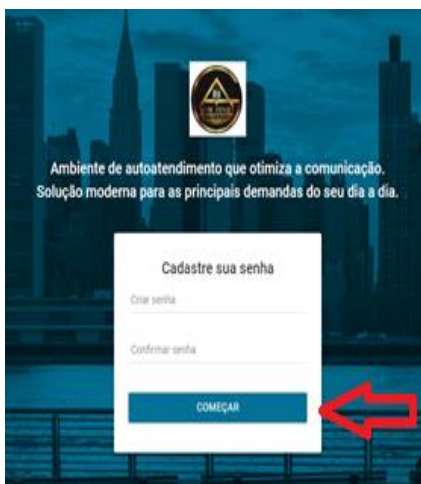 Ambiente de autoatendimento que otimiza a comunicação.
Solução moderna para as principais demandas do seu dia a dia.
Cadastre sua senha
Criar senha
Confirmar senha
COMEÇAR